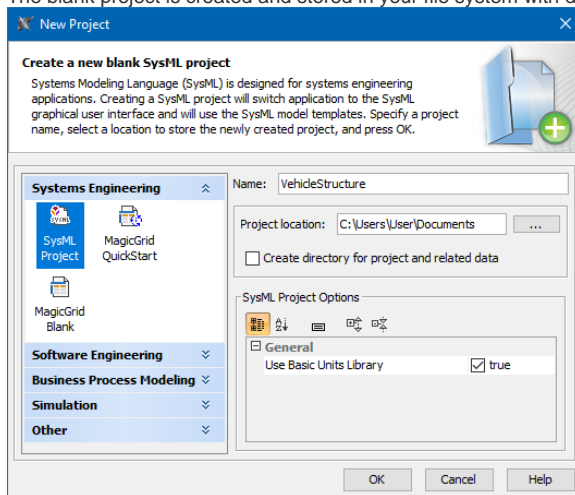 The blank project is created and stored in your file system with
New Project
Create a new blank SysML project
Systems Modeling Language (SysML) is designed for systems engineering
applications. Creating a SysML project will switch application to the SysML
graphical user interface and will use the SysML model templates. Specify a project
name, select a location to store the newly created project, and press OK.
Systems Engineering
SysML
Project
MagicGrid
QuickStart
MagicGrid
Blank
Software Engineering
Business Process Modeling
Simulation
Other
Name: VehicleStructure
Project location: C:\Users\User\Documents ...
Create directory for project and related data
SysML Project Options
General
Use Basic Units Library true
OK Cancel Help